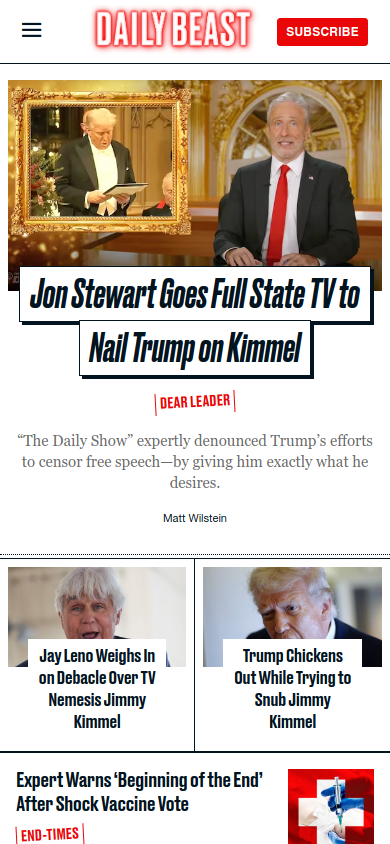 DAILY BEAST
SUBSCRIBE
Jon Stewart Goes Full State TV to
Nail Trump on Kimmel
DEAR LEADER
“The Daily Show” expertly denounced Trump’s efforts
to censor free speech—by giving him exactly what he
desires.
Matt Wilstein
Jay Leno Weighs In
on Debacle Over TV
Nemesis Jimmy
Kimmel
Trump Chickens
Out While Trying to
Snub Jimmy
Kimmel
Expert Warns ‘Beginning of the End’
After Shock Vaccine Vote
END-TIMES